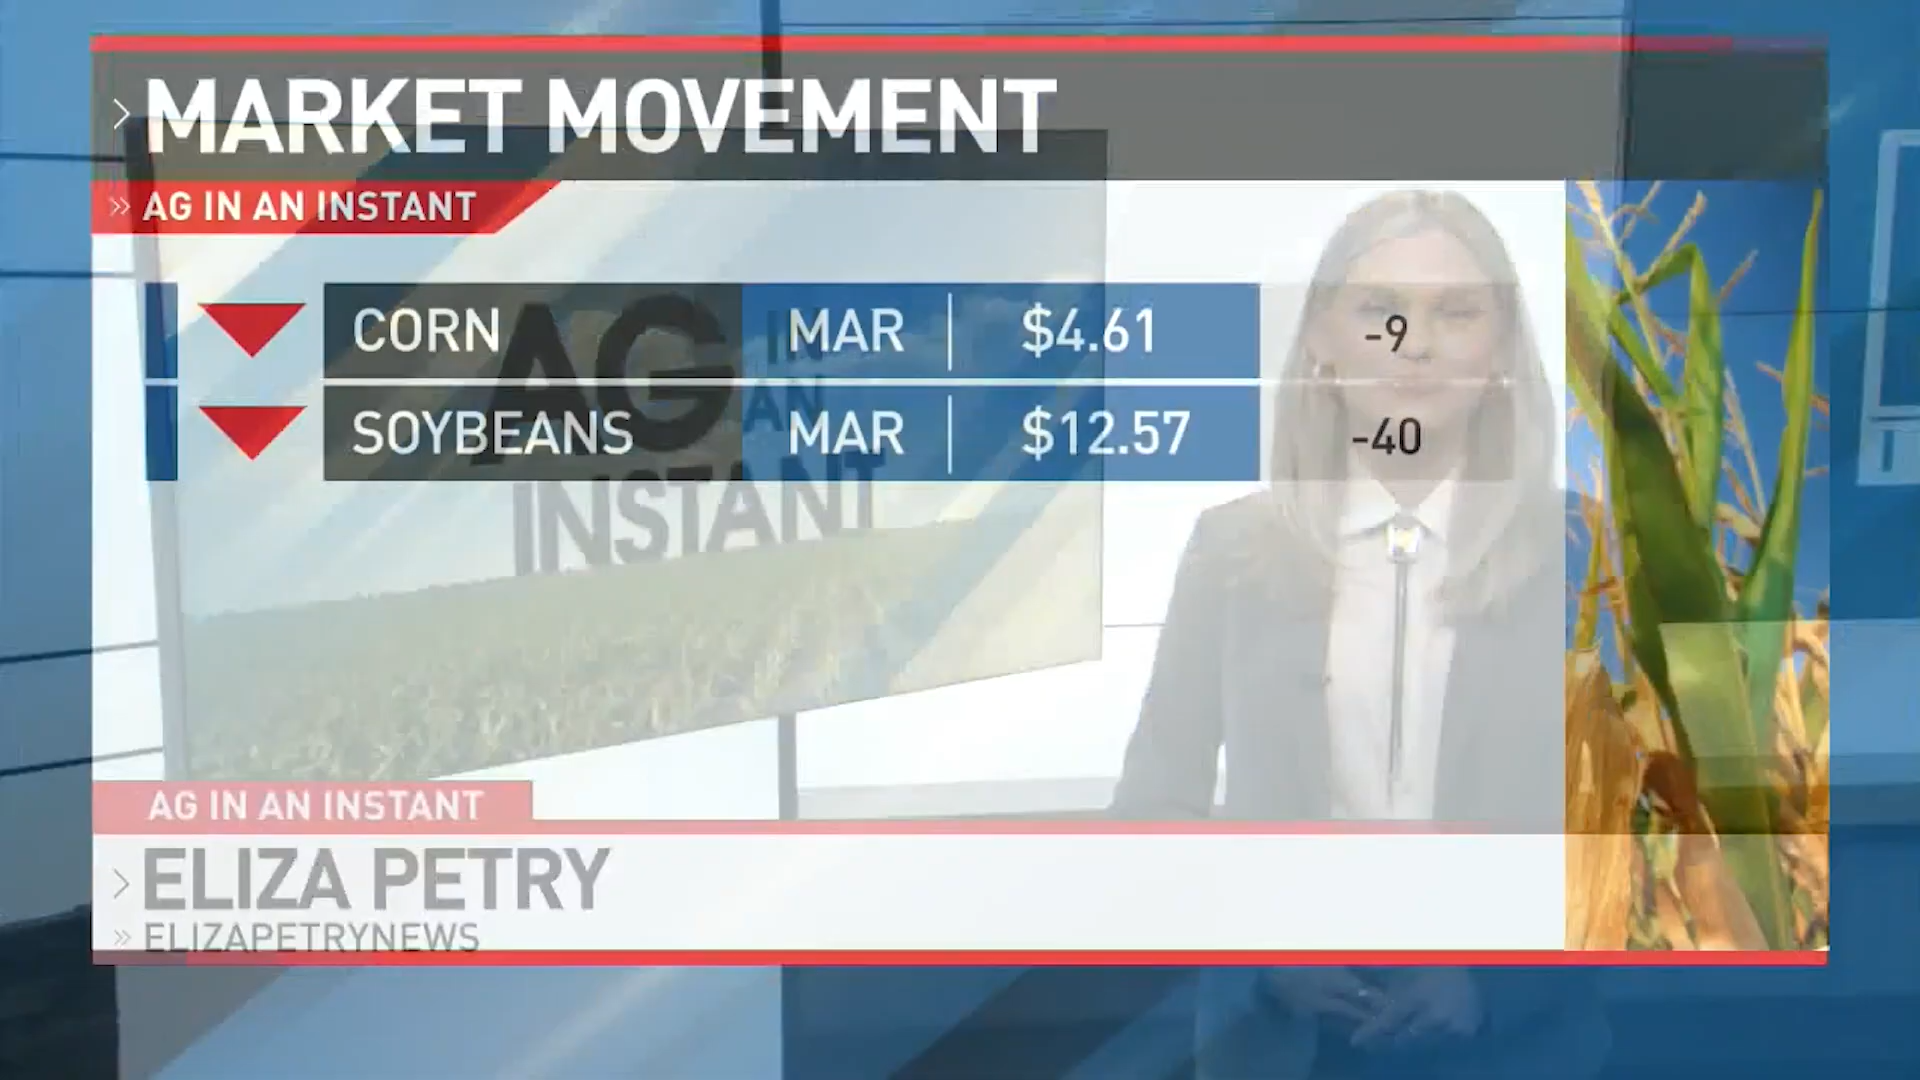 MARKET MOVEMENT
AG IN AN INSTANT
CORN MAR $4.61 -9
SOYBEANS MAR $12.57 -40
AG IN
AN
INSTANT
AG IN AN INSTANT
ELIZA PETRY
ELIZAPETRYNEWS